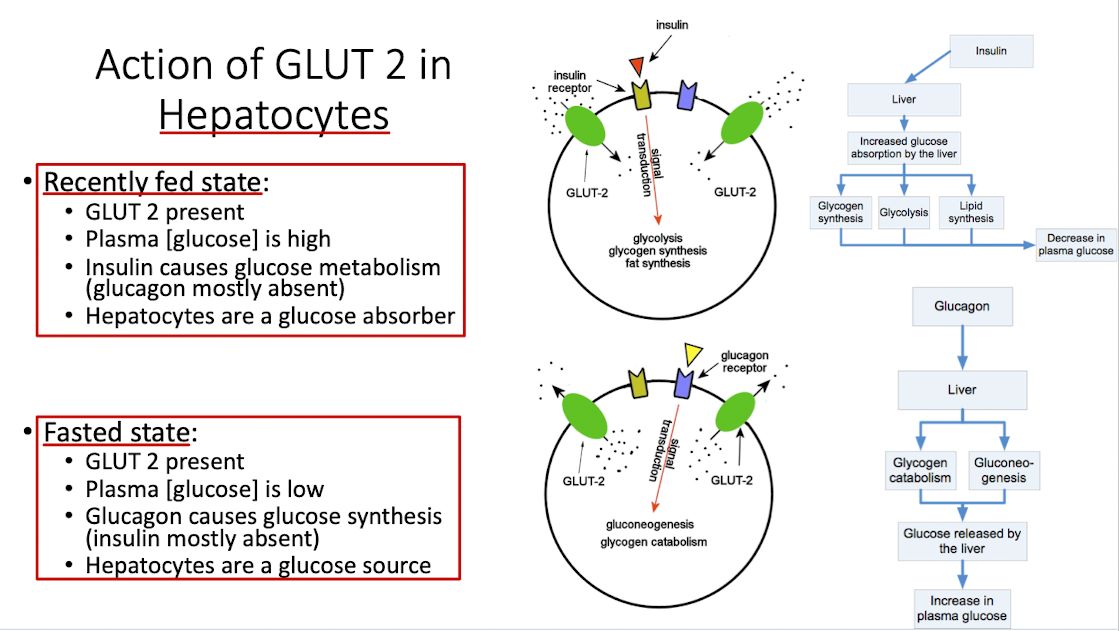 Action of GLUT 2 in
Hepatocytes
• Recently fed state:
• GLUT 2 present
• Plasma [glucose] is high
• Insulin causes glucose metabolism
(glucagon mostly absent)
• Hepatocytes are a glucose absorber
• Fasted state:
• GLUT 2 present
• Plasma [glucose] is low
• Glucagon causes glucose synthesis
(insulin mostly absent)
• Hepatocytes are a glucose source
insulin
insulin
receptor
signal
transduction
GLUT-2
GLUT-2
glycolysis
glycogen synthesis
fat synthesis
glucagon
receptor
signal
transduction
GLUT-2
GLUT-2
gluconeogenesis
glycogen catabolism
Insulin
Liver
Increased glucose
absorption by the liver
Glycogen
synthesis
Glycolysis
Lipid
synthesis
Decrease in
plasma glucose
Glucagon
Liver
Glycogen
catabolism
Gluconeo-
genesis
Glucose released by
the liver
Increase in
plasma glucose